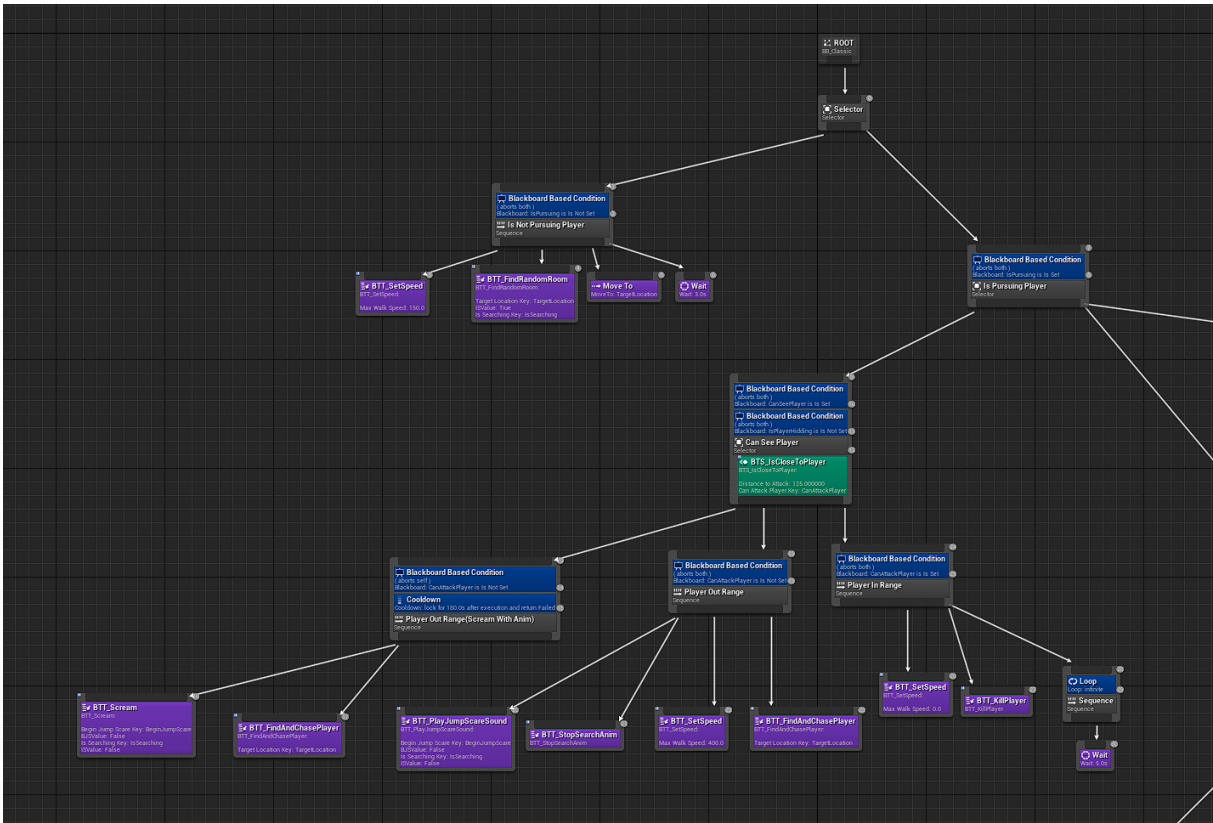 ROOT
BB_Classic
Selector
Selector
Blackboard Based Condition
( aborts both )
Blackboard: IsPursuing is Is Not Set
Is Not Pursuing Player
Sequence
BTT_SetSpeed
BTT_SetSpeed:
Max Walk Speed: 150.0
BTT_FindRandomRoom
BTT_FindRandomRoom:
Target Location Key: TargetLocation
ISValue: True
Is Searching Key: IsSearching
Move To
MoveTo: TargetLocation
Wait
Wait: 3.0s
Blackboard Based Condition
( aborts both )
Blackboard: IsPursuing is Is Set
Is Pursuing Player
Selector
Blackboard Based Condition
( aborts both )
Blackboard: CanSeePlayer is Is Set
Blackboard Based Condition
( aborts both )
Blackboard: IsPlayerHidding is Is Not Set
Can See Player
Selector
BTS_IsCloseToPlayer
BTS_IsCloseToPlayer:
Distance to Attack: 125.000000
Can Attack Player Key: CanAttackPlayer
Blackboard Based Condition
( aborts self )
Blackboard: CanAttackPlayer is Is Not Set
Cooldown
Cooldown: lock for 180.0s after execution and return Failed
Player Out Range(Scream With Anim)
Sequence
Blackboard Based Condition
( aborts both )
Blackboard: CanAttackPlayer is Is Not Set
Player Out Range
Sequence
Blackboard Based Condition
( aborts both )
Blackboard: CanAttackPlayer is Is Set
Player In Range
Sequence
BTT_Scream
BTT_Scream:
Begin Jump Scare Key: BeginJumpScare
BJSValue: False
Is Searching Key: IsSearching
ISValue: False
BTT_FindAndChasePlayer
BTT_FindAndChasePlayer:
Target Location Key: TargetLocation
BTT_PlayJumpScareSound
BTT_PlayJumpScareSound:
Begin Jump Scare Key: BeginJumpScare
BJSValue: False
Is Searching Key: IsSearching
ISValue: False
BTT_StopSearchAnim
BTT_StopSearchAnim
BTT_SetSpeed
BTT_SetSpeed:
Max Walk Speed: 400.0
BTT_FindAndChasePlayer
BTT_FindAndChasePlayer:
Target Location Key: TargetLocation
BTT_SetSpeed
BTT_SetSpeed:
Max Walk Speed: 0.0
BTT_KillPlayer
BTT_KillPlayer
Loop
Loop: infinite
Sequence
Sequence
Wait
Wait: 5.0s